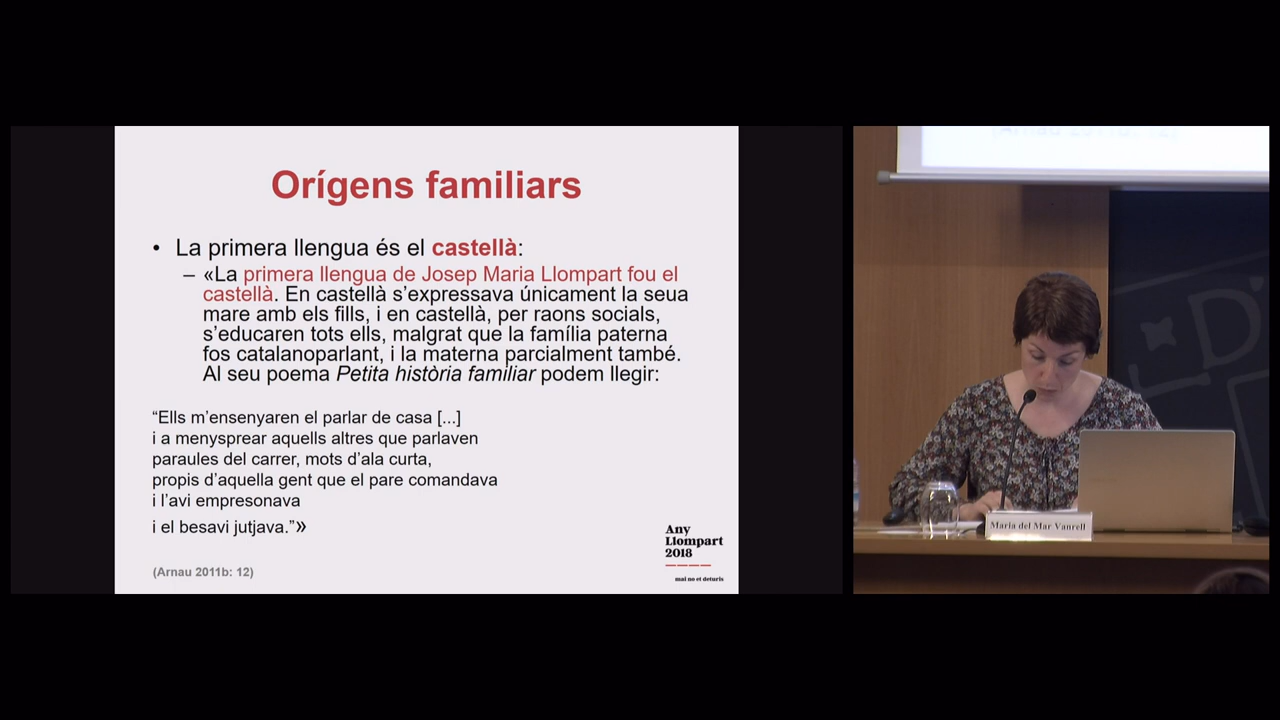 Orígens familiars
• La primera llengua és el castellà:
– «La primera llengua de Josep Maria Llompart fou el
castellà. En castellà s’expressava únicament la seua
mare amb els fills, i en castellà, per raons socials,
s’educaren tots ells, malgrat que la família paterna
fos catalanoparlant, i la materna parcialment també.
Al seu poema Petita història familiar podem llegir:
“Ells m’ensenyaren el parlar de casa [...]
i a menysprear aquells altres que parlaven
paraules del carrer, mots d’ala curta,
propis d’aquella gent que el pare comandava
i l’avi empresonava
i el besavi jutjava.”»
(Arnau 2011b: 12)
Any
Llompart
2018
mai no et deturis
(Arnau 2011b: 12)
D'
Maria del Mar Vanrell